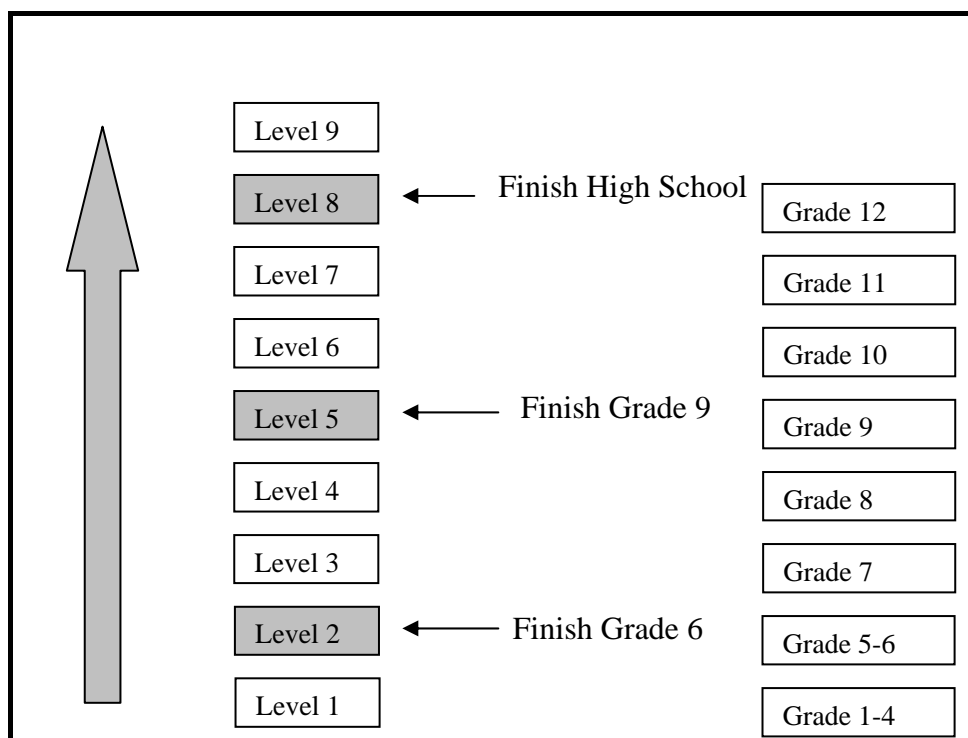 Level 9
Level 8
Finish High School
Grade 12
Level 7
Grade 11
Level 6
Grade 10
Level 5
Finish Grade 9
Grade 9
Level 4
Grade 8
Level 3
Grade 7
Level 2
Finish Grade 6
Grade 5-6
Level 1
Grade 1-4